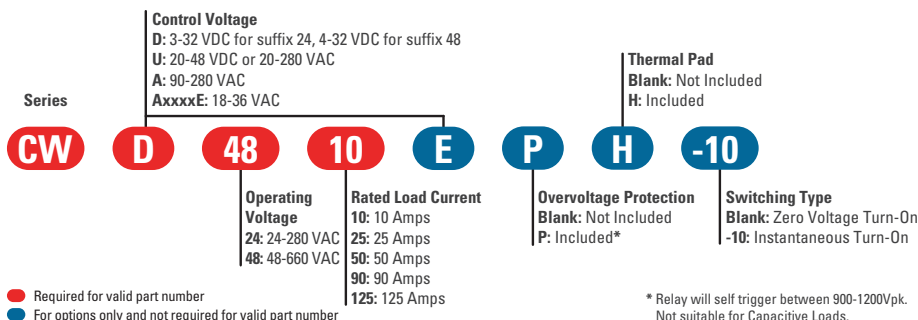 Control Voltage
D: 3-32 VDC for suffix 24, 4-32 VDC for suffix 48
U: 20-48 VDC or 20-280 VAC
A: 90-280 VAC
AxxxxE: 18-36 VAC
Thermal Pad
Blank: Not Included
H: Included
Series
CW D 48 10 E P H -10
Operating
Voltage
24: 24-280 VAC
48: 48-660 VAC
Rated Load Current
10: 10 Amps
25: 25 Amps
50: 50 Amps
90: 90 Amps
125: 125 Amps
Overvoltage Protection
Blank: Not Included
P: Included*
Switching Type
Blank: Zero Voltage Turn-On
-10: Instantaneous Turn-On
Required for valid part number
For options only and not required for valid part number
* Relay will self trigger between 900-1200Vpk.
Not suitable for Capacitive Loads.